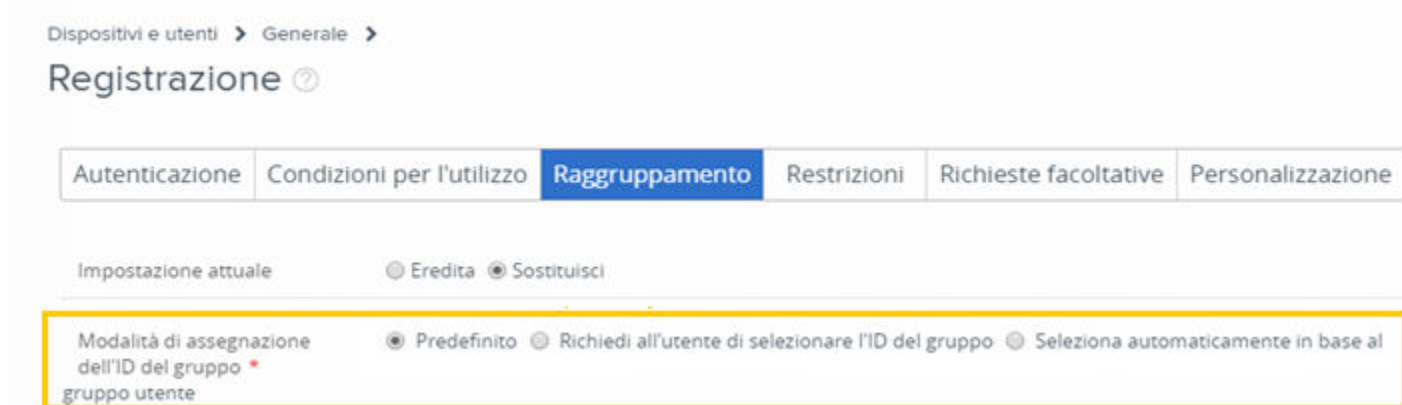 Dispositivi e utenti > Generale >
Registrazione ?
Autenticazione Condizioni per l'utilizzo Raggruppamento Restrizioni Richieste facoltative Personalizzazione
Impostazione attuale Eredita Sostituisci
Modalità di assegnazione Predefinito Richiedi all'utente di selezionare l'ID del gruppo Seleziona automaticamente in base al
dell'ID del gruppo *
gruppo utente